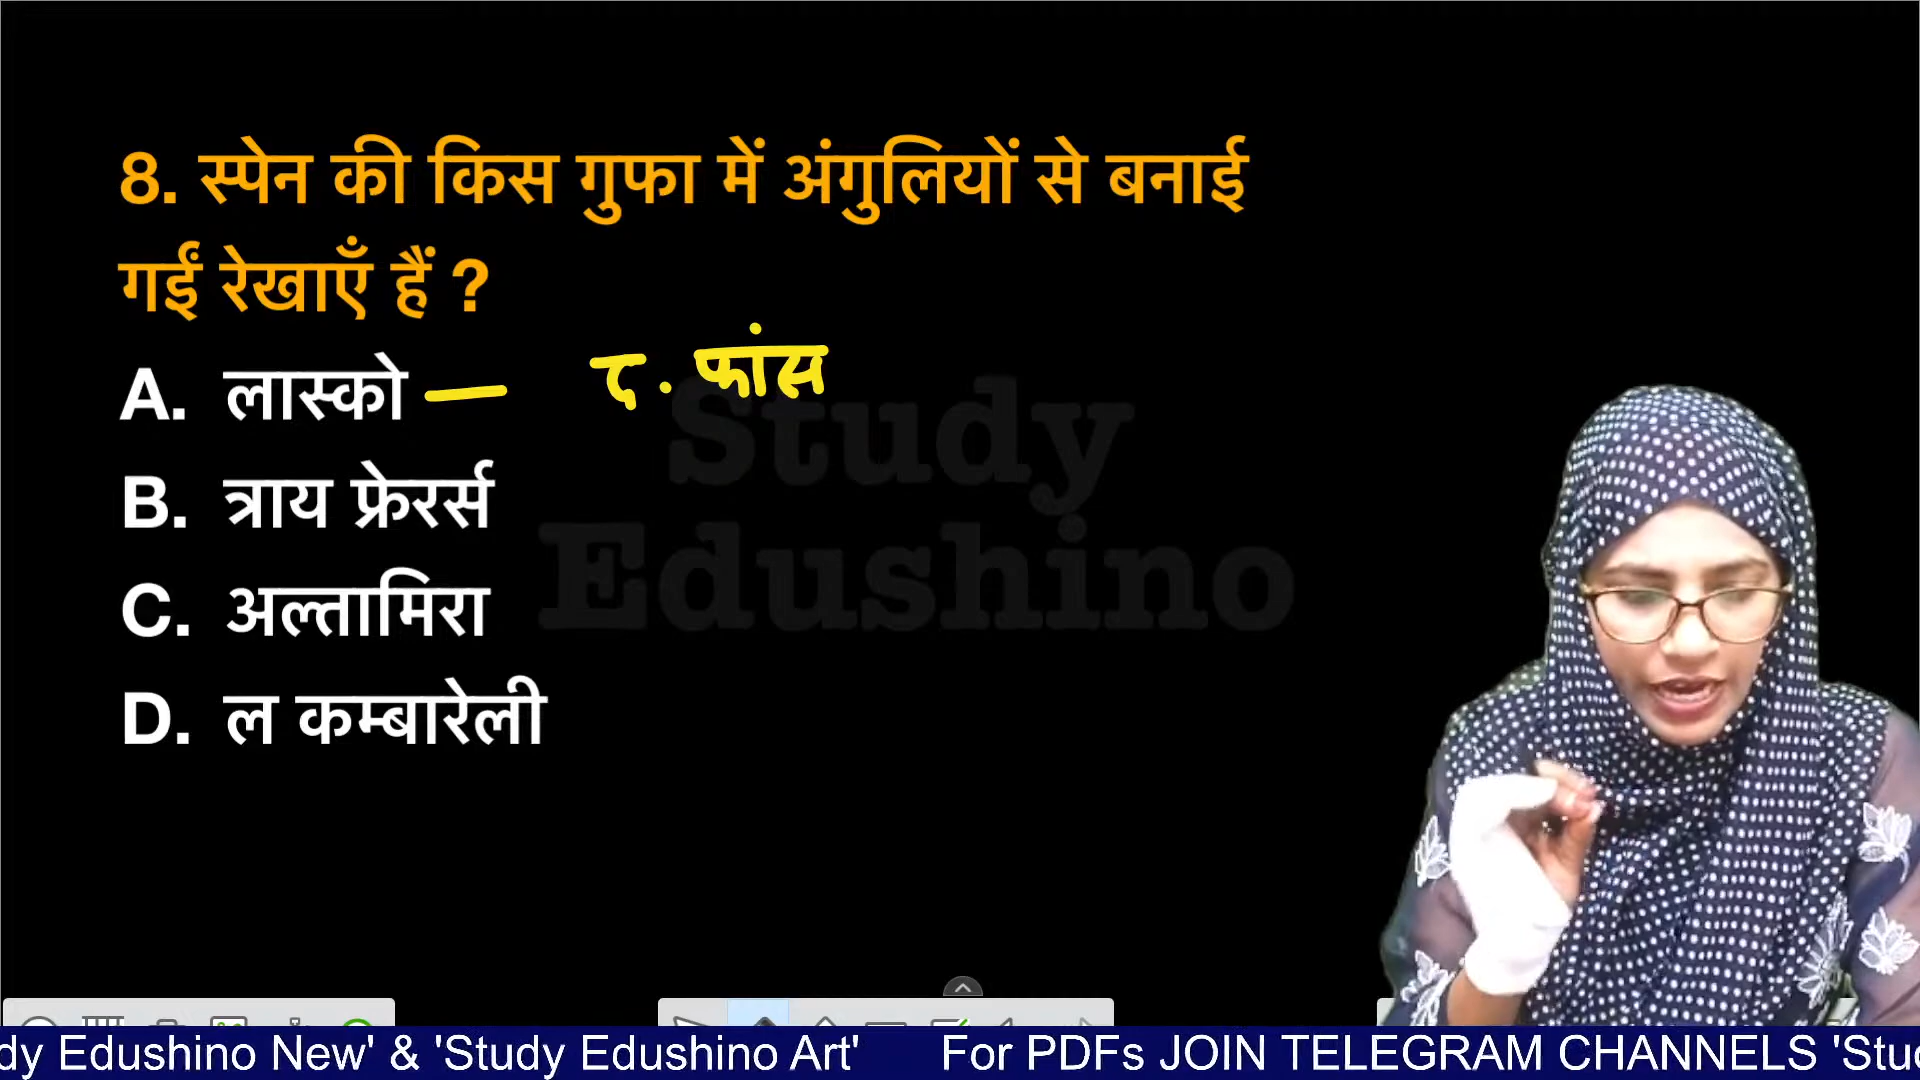 8. स्पेन की किस गुफा में अंगुलियों से बनाई
गईं रेखाएँ हैं ?
A. लास्को — द. फांस
B. त्राय फ्रेरर्स
C. अल्तामिरा
D. ल कम्बारेली
Study
Edushino
dy Edushino New' & 'Study Edushino Art' For PDFs JOIN TELEGRAM CHANNELS 'Stu